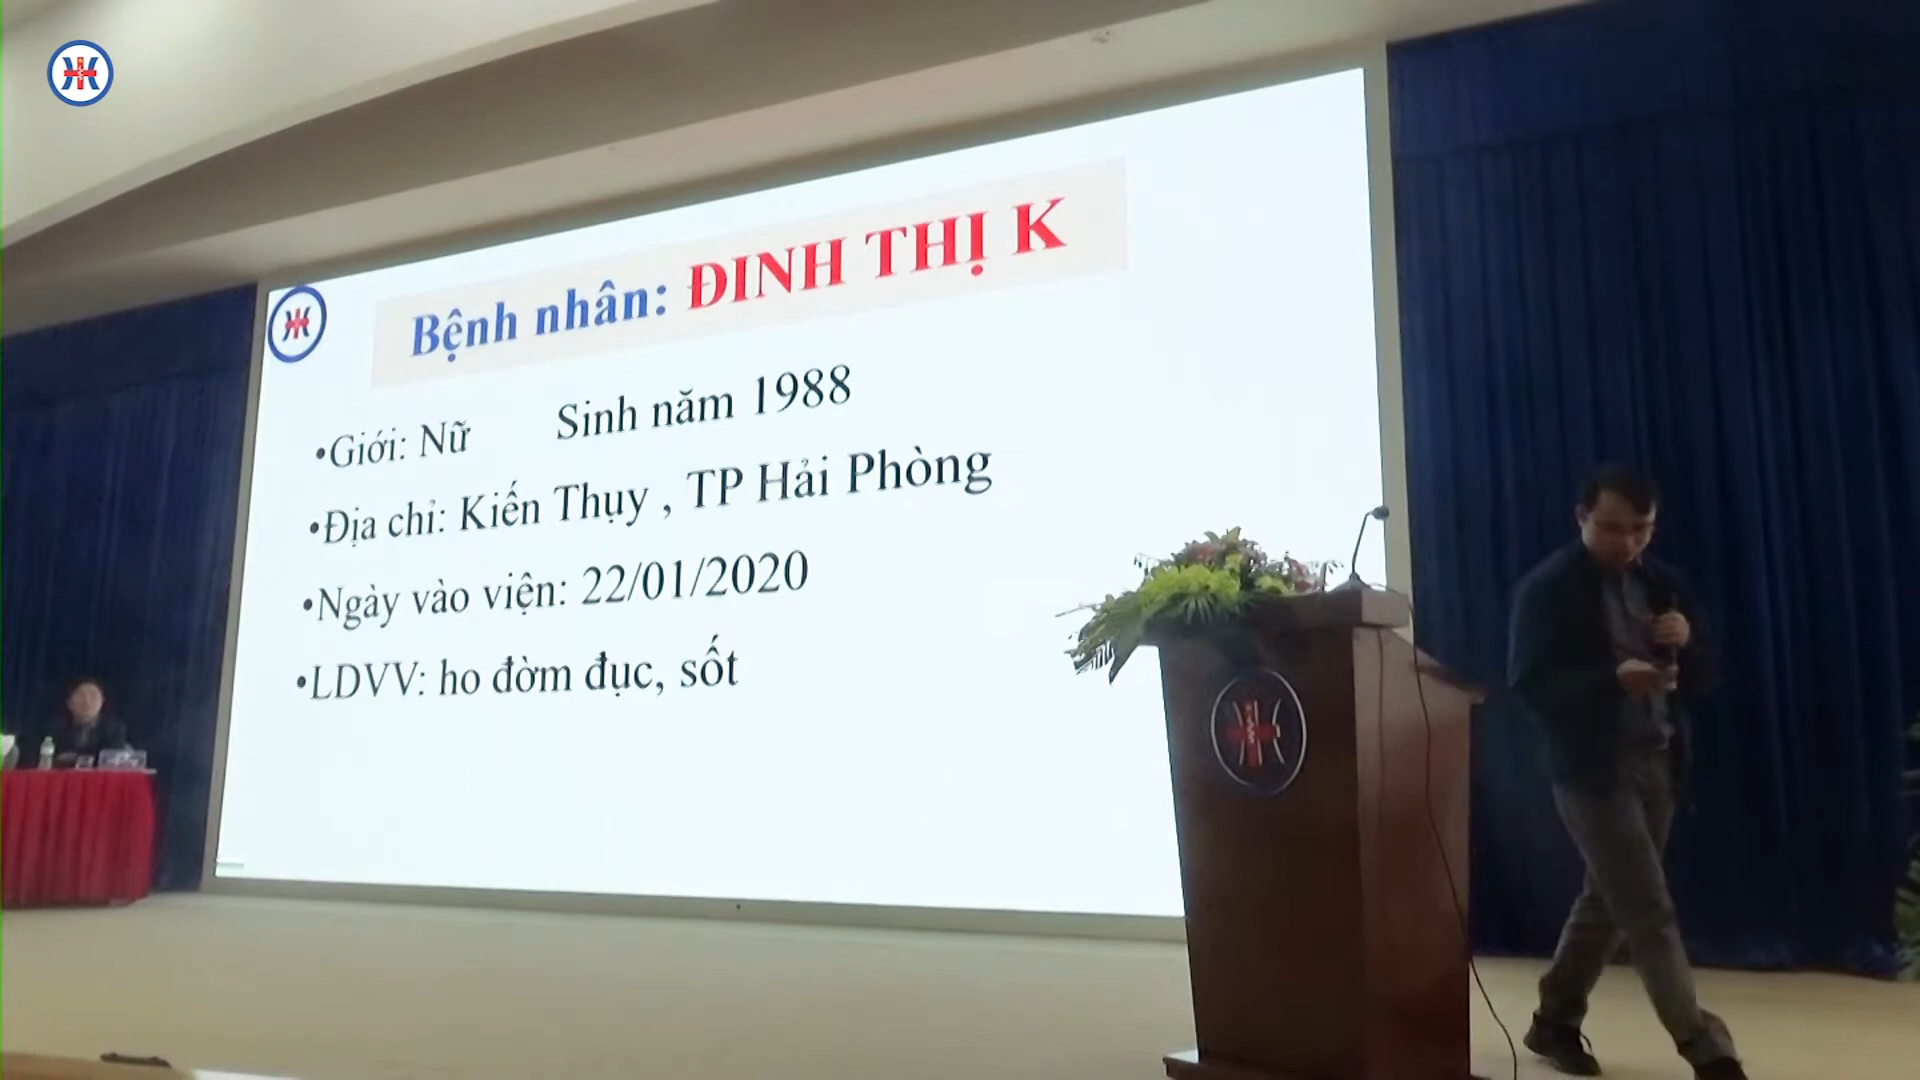 Bệnh nhân: ĐINH THỊ K
•Giới: Nữ Sinh năm 1988
•Địa chỉ: Kiến Thụy , TP Hải Phòng
•Ngày vào viện: 22/01/2020
•LDVV: ho đờm đục, sốt